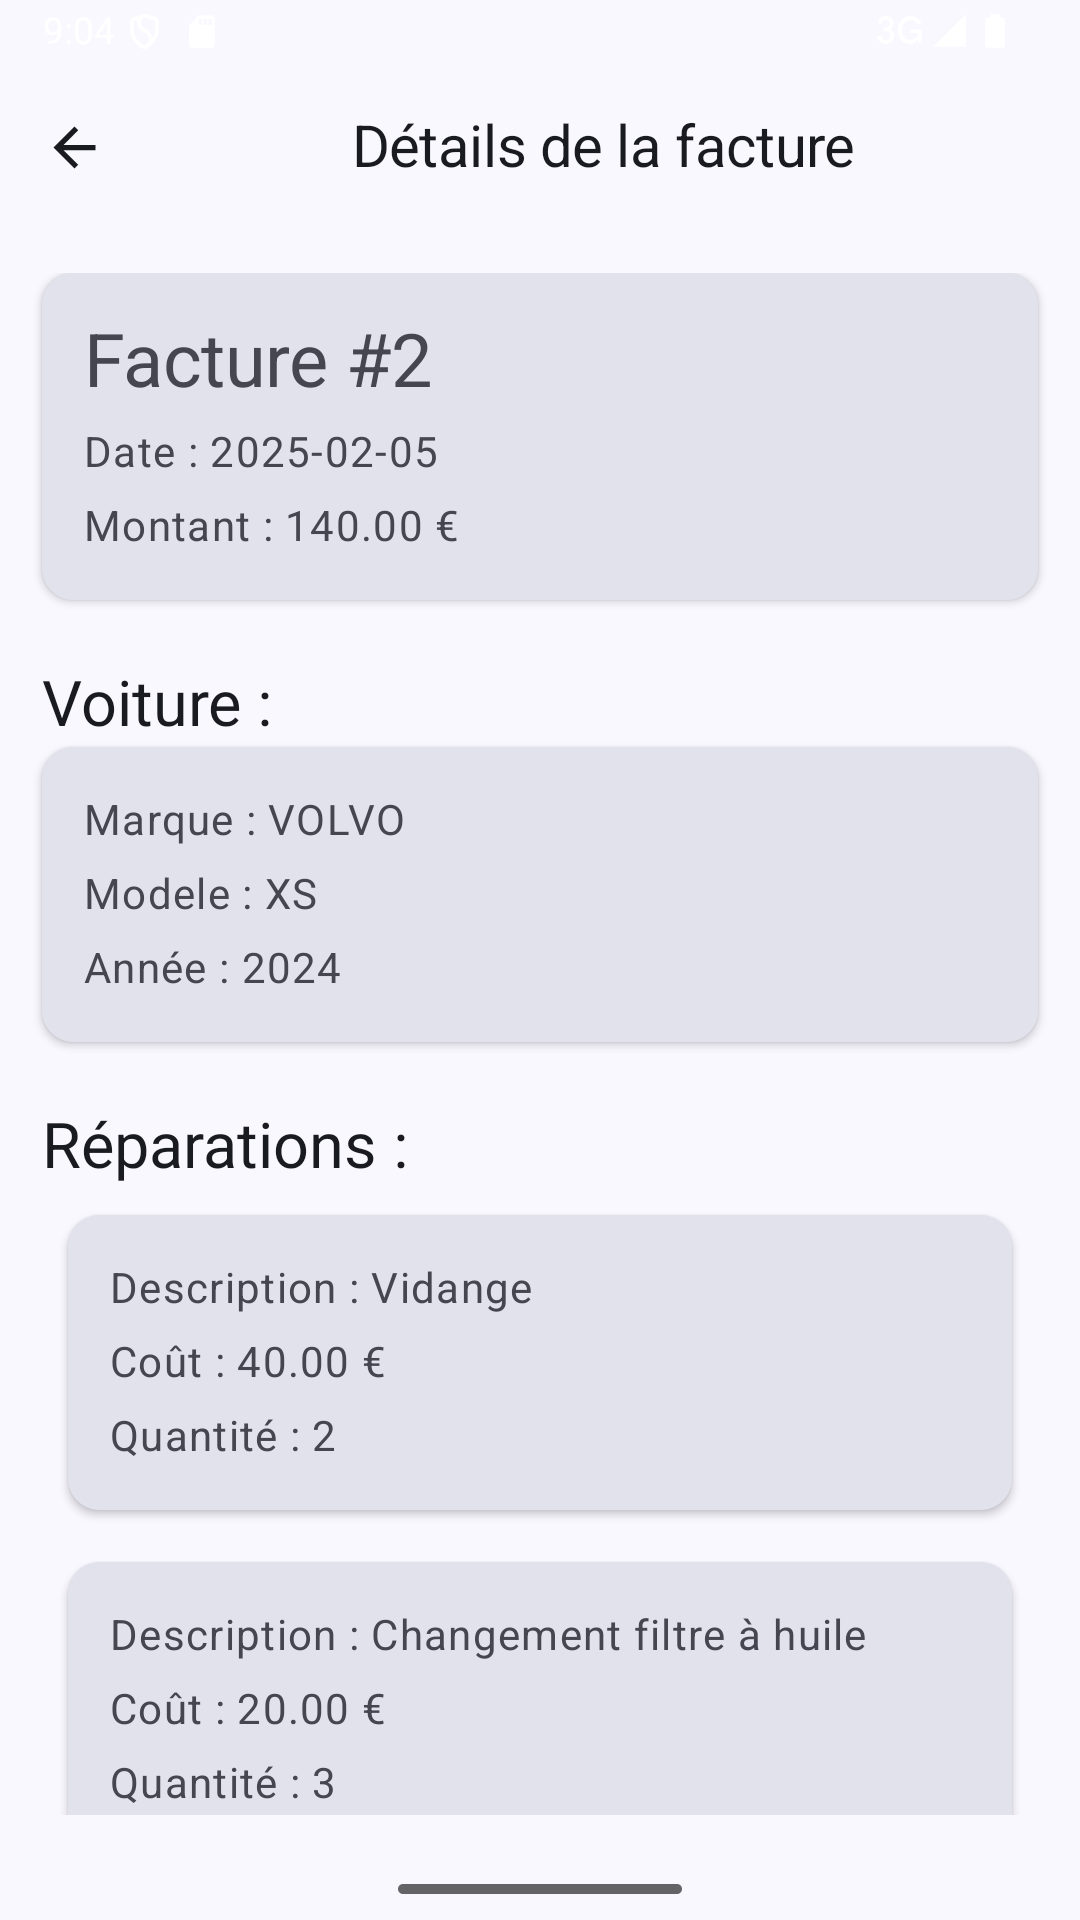 9:04
3G
Détails de la facture
Facture #2
Date : 2025-02-05
Montant : 140.00 €
Voiture :
Marque : VOLVO
Modele : XS
Année : 2024
Réparations :
Description : Vidange
Coût : 40.00 €
Quantité : 2
Description : Changement filtre à huile
Coût : 20.00 €
Quantité : 3